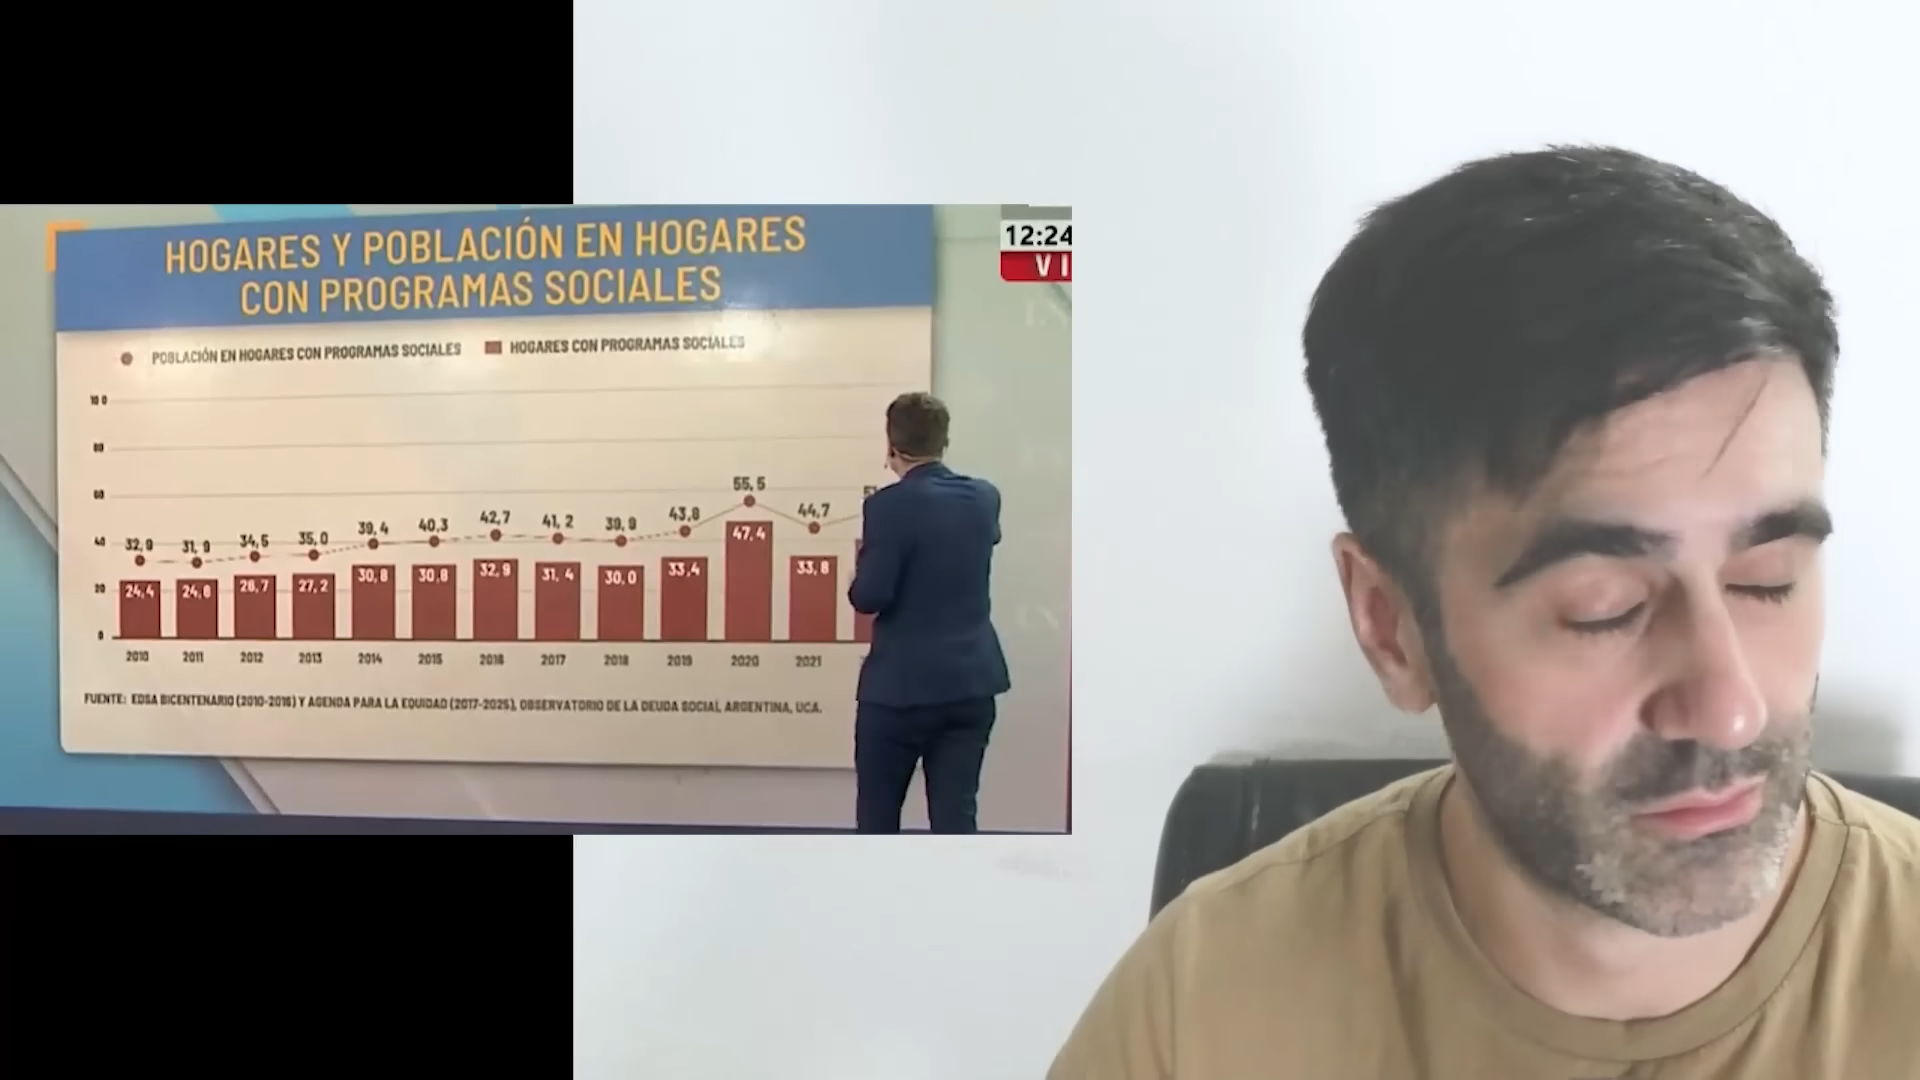 HOGARES Y POBLACIÓN EN HOGARES
CON PROGRAMAS SOCIALES
12:24
VI
POBLACIÓN EN HOGARES CON PROGRAMAS SOCIALES HOGARES CON PROGRAMAS SOCIALES
100
80
60
40
20
0
32,9 31,9 34,5 35,0 39,4 40,3 42,7 41,2 39,9 43,8 55,5 44,7
24,4 24,8 26,7 27,2 30,8 30,8 32,9 31,4 30,0 33,4 47,4 33,8
2010 2011 2012 2013 2014 2015 2016 2017 2018 2019 2020 2021
FUENTE: EDSA BICENTENARIO (2010-2016) Y AGENDA PARA LA EQUIDAD (2017-2025), OBSERVATORIO DE LA DEUDA SOCIAL ARGENTINA, UCA.